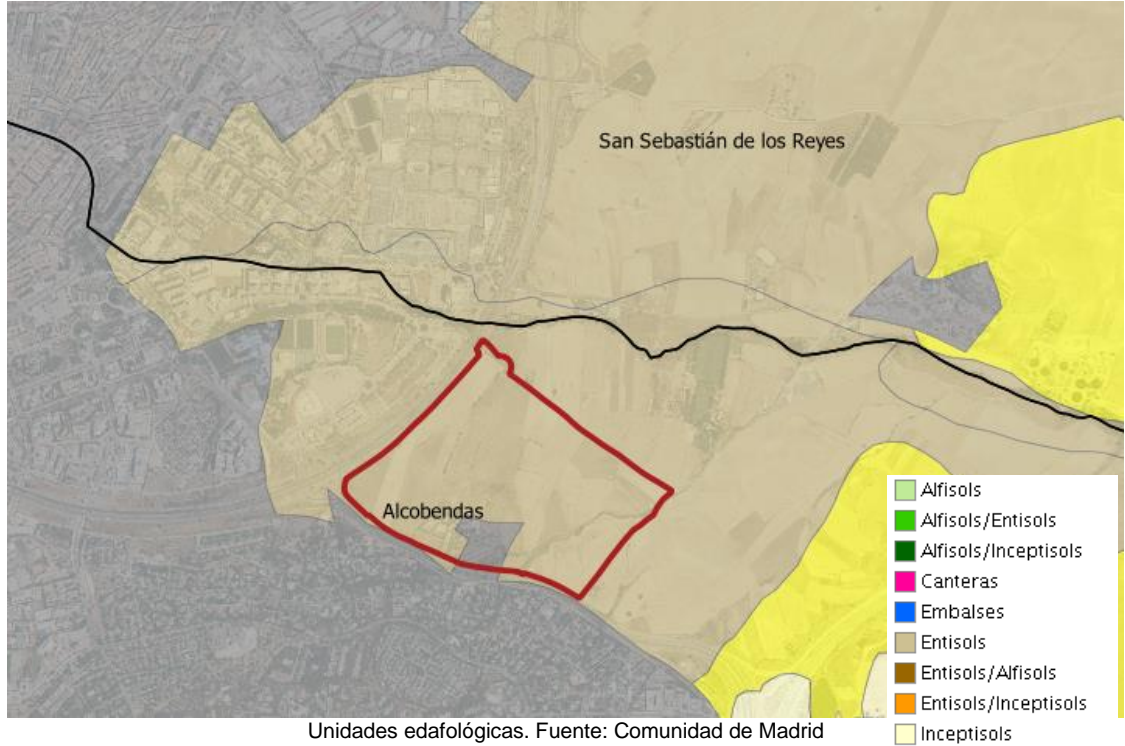 San Sebastián de los Reyes
Alcobendas
Alfisols
Alfisols/Entisols
Alfisols/Inceptisols
Canteras
Embalses
Entisols
Entisols/Alfisols
Entisols/Inceptisols
Inceptisols
Unidades edafológicas. Fuente: Comunidad de Madrid